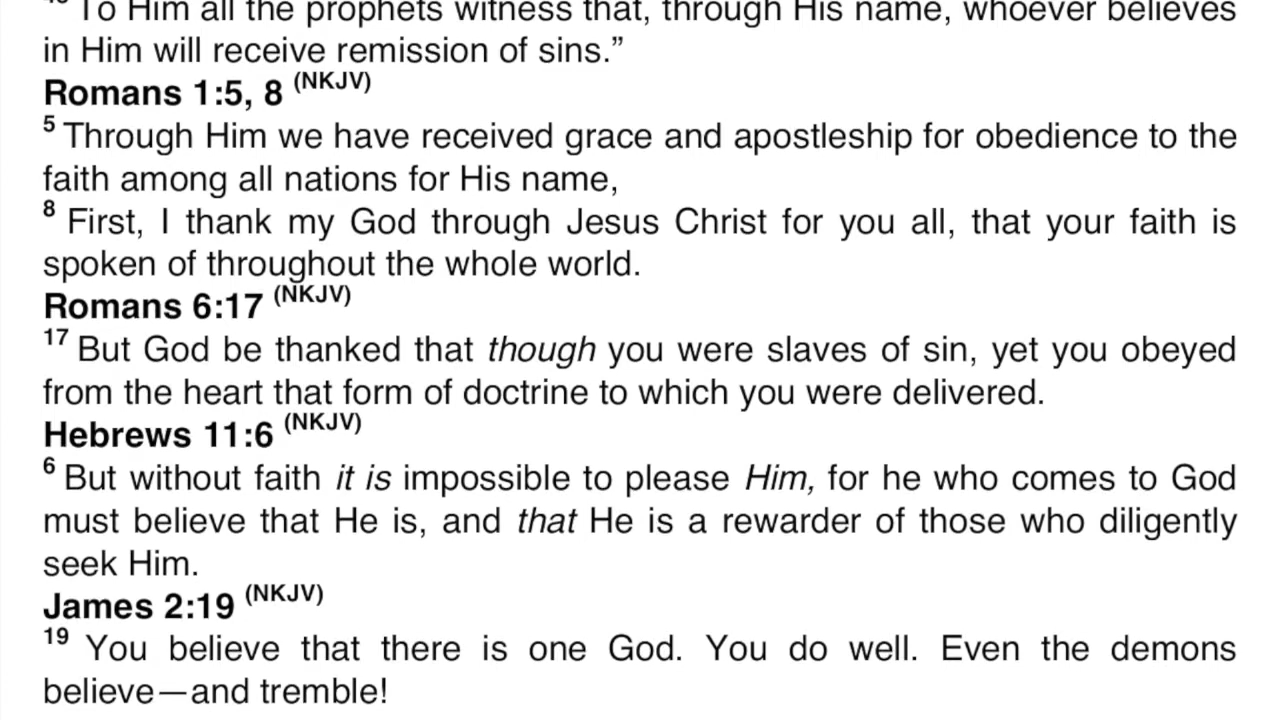 43 To Him all the prophets witness that, through His name, whoever believes
in Him will receive remission of sins.”
Romans 1:5, 8 (NKJV)
5 Through Him we have received grace and apostleship for obedience to the
faith among all nations for His name,
8 First, I thank my God through Jesus Christ for you all, that your faith is
spoken of throughout the whole world.
Romans 6:17 (NKJV)
17 But God be thanked that though you were slaves of sin, yet you obeyed
from the heart that form of doctrine to which you were delivered.
Hebrews 11:6 (NKJV)
6 But without faith it is impossible to please Him, for he who comes to God
must believe that He is, and that He is a rewarder of those who diligently
seek Him.
James 2:19 (NKJV)
19 You believe that there is one God. You do well. Even the demons
believe—and tremble!